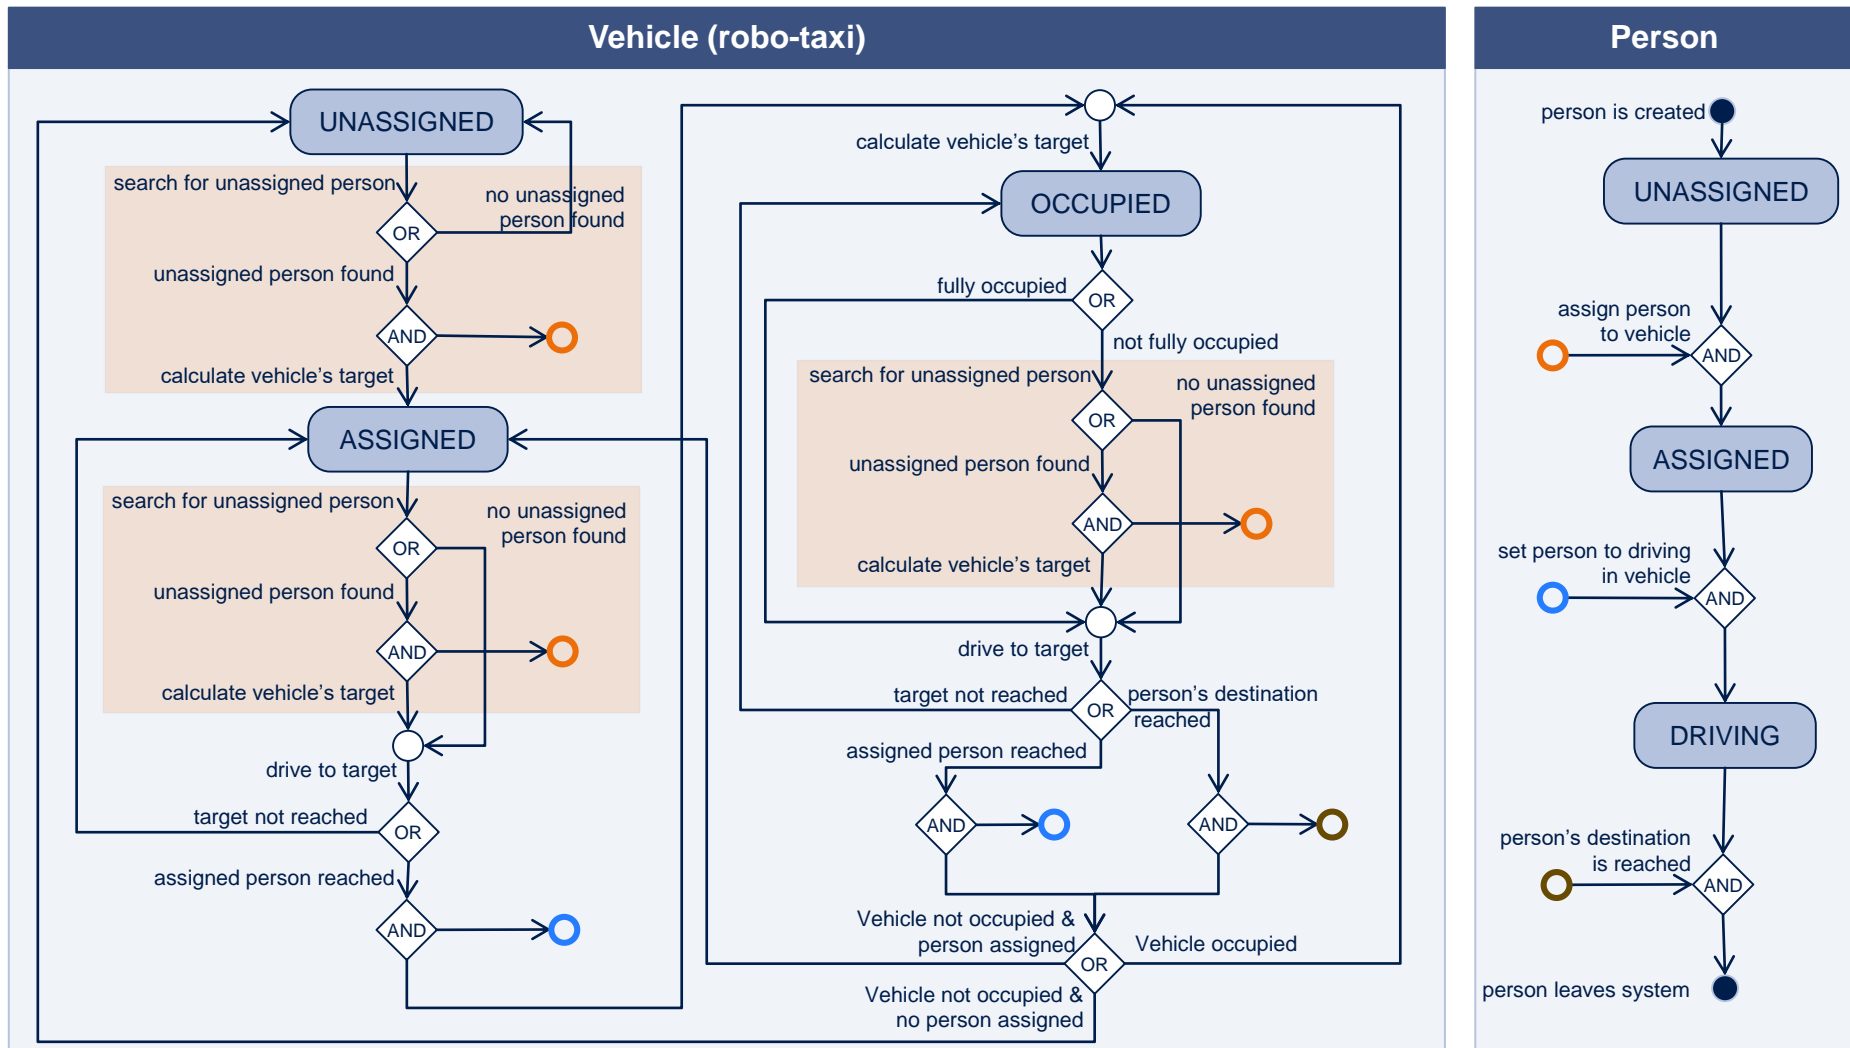 Vehicle (robo-taxi)
UNASSIGNED
search for unassigned person
no unassigned
person found
OR
unassigned person found
AND
calculate vehicle's target
ASSIGNED
search for unassigned person
no unassigned
person found
OR
unassigned person found
AND
calculate vehicle's target
drive to target
target not reached
OR
assigned person reached
AND
calculate vehicle's target
OCCUPIED
fully occupied
OR
not fully occupied
search for unassigned person
no unassigned
person found
OR
unassigned person found
AND
calculate vehicle's target
drive to target
target not reached
OR
person's destination
reached
assigned person reached
AND
AND
Vehicle not occupied &
person assigned
Vehicle occupied
OR
Vehicle not occupied &
no person assigned
Person
person is created
UNASSIGNED
assign person
to vehicle
AND
ASSIGNED
set person to driving
in vehicle
AND
DRIVING
person's destination
is reached
AND
person leaves system